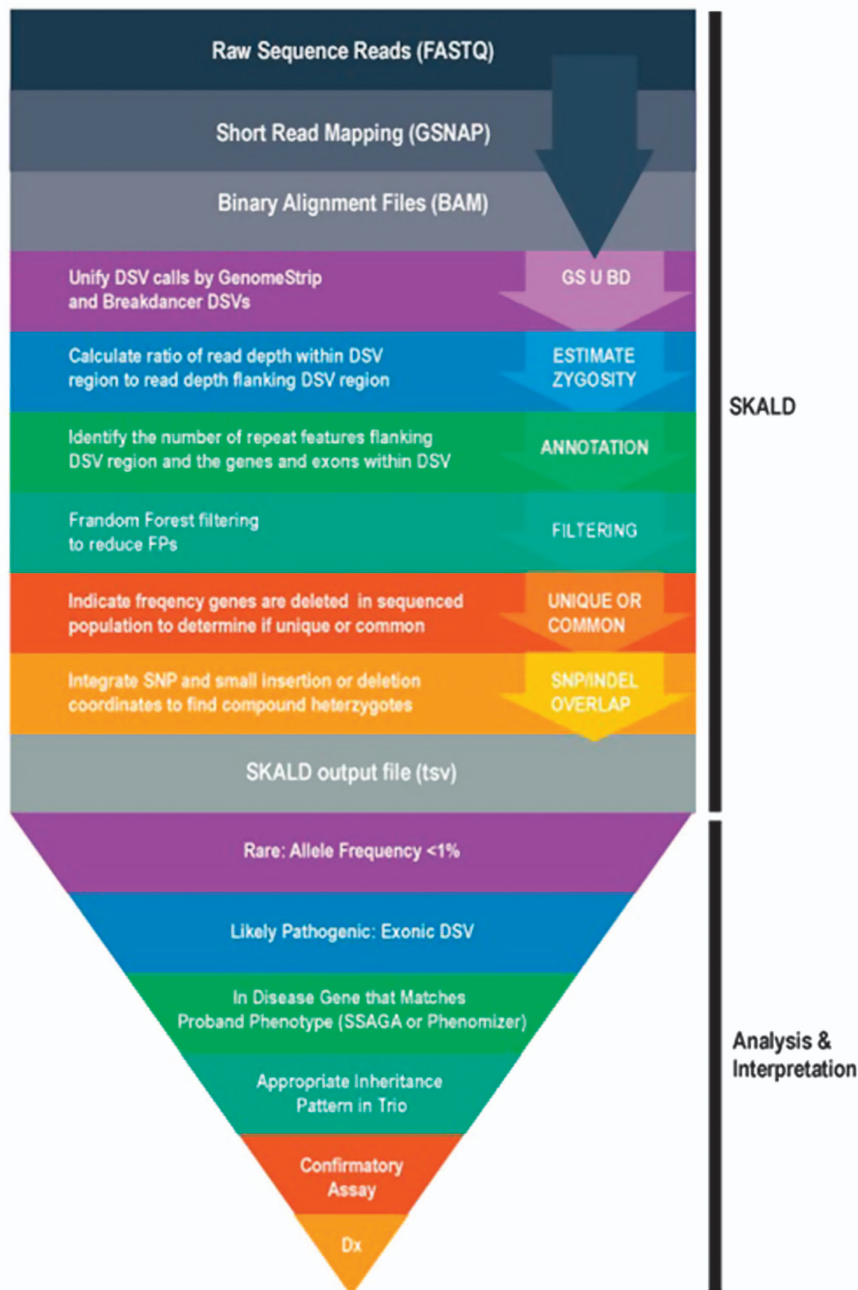 Raw Sequence Reads (FASTQ)
Short Read Mapping (GSNAP)
Binary Alignment Files (BAM)
Unify DSV calls by GenomeStrip
and Breakdancer DSVs
GS U BD
Calculate ratio of read depth within DSV
region to read depth flanking DSV region
ESTIMATE
ZYGOSITY
Identify the number of repeat features flanking
DSV region and the genes and exons within DSV
ANNOTATION
Frandom Forest filtering
to reduce FPs
FILTERING
Indicate freqency genes are deleted in sequenced
population to determine if unique or common
UNIQUE OR
COMMON
Integrate SNP and small insertion or deletion
coordinates to find compound heterzygotes
SNP/INDEL
OVERLAP
SKALD output file (tsv)
SKALD
Rare: Allele Frequency <1%
Likely Pathogenic: Exonic DSV
In Disease Gene that Matches
Proband Phenotype (SSAGA or Phenomizer)
Appropriate Inheritance
Pattern in Trio
Confirmatory
Assay
Dx
Analysis &
Interpretation